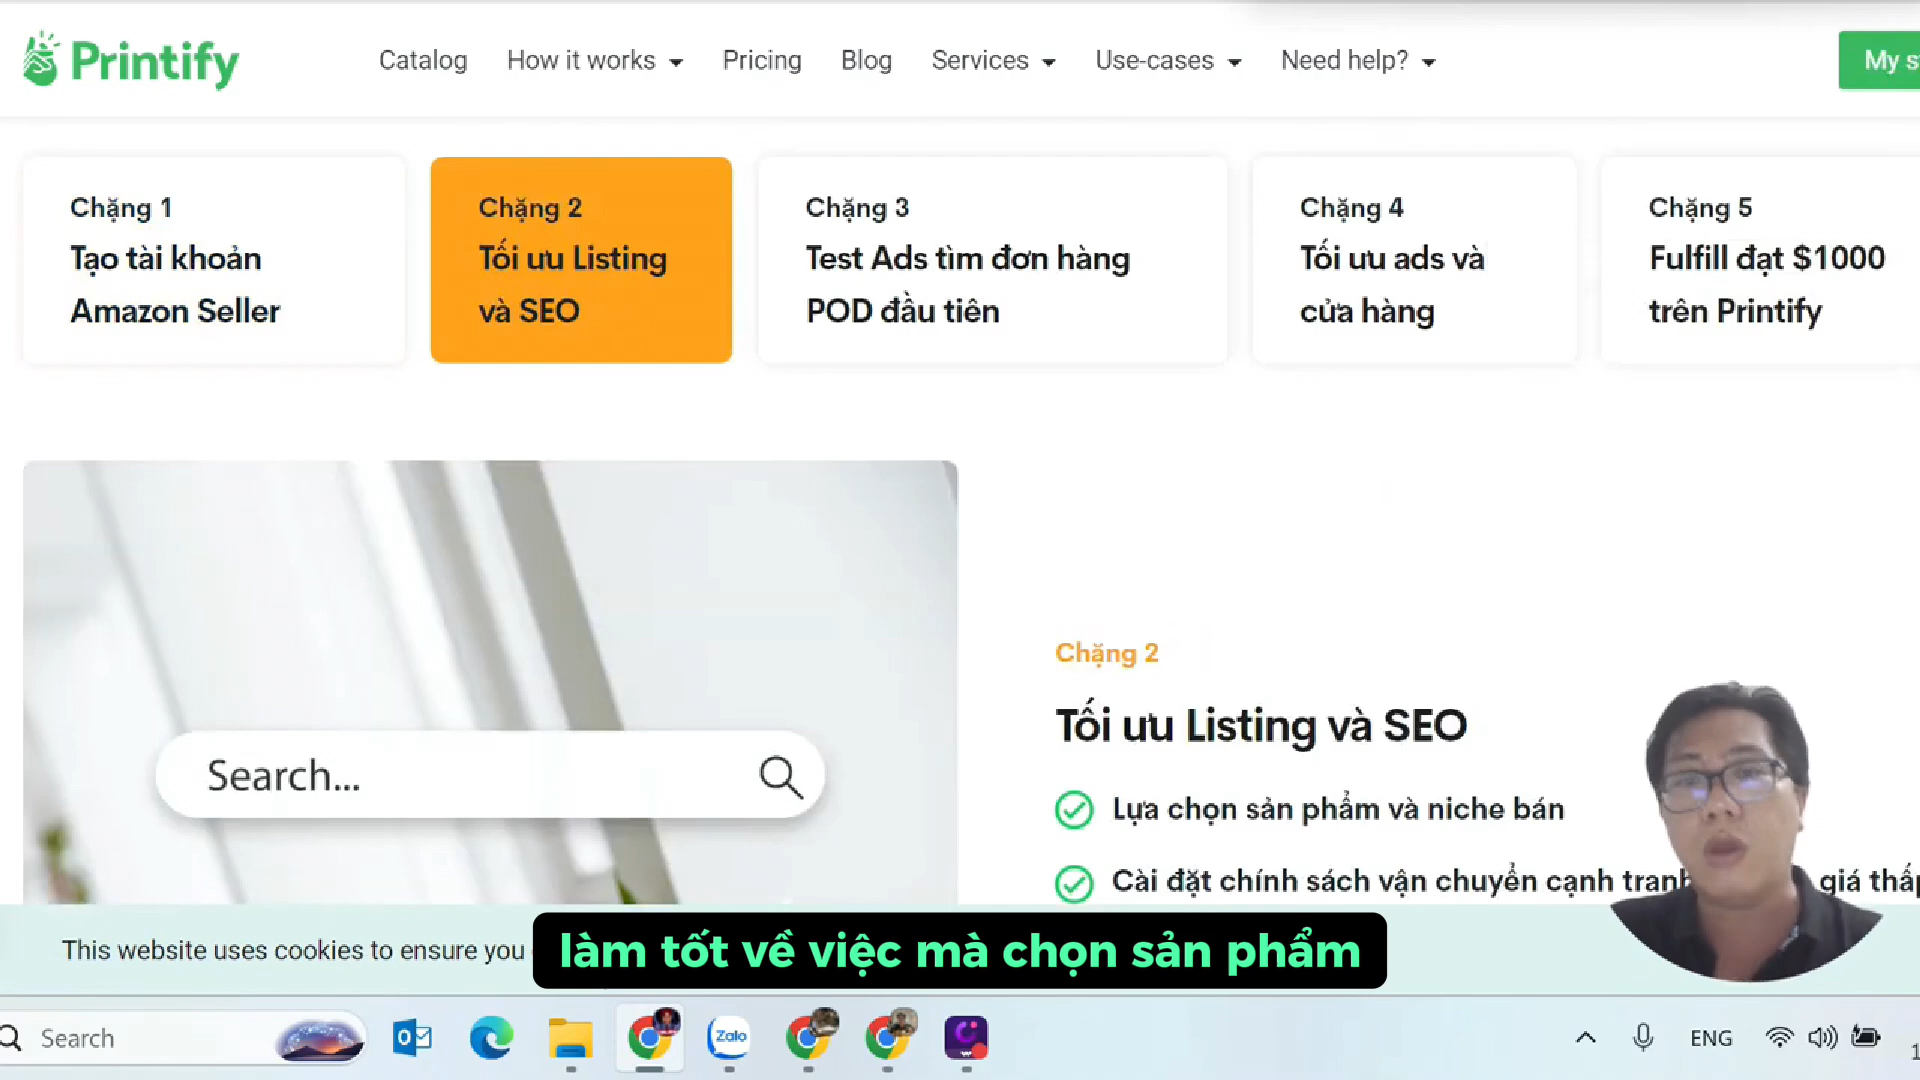 Printify
Catalog
How it works
Pricing
Blog
Services
Use-cases
Need help?
My s
Chặng 1
Tạo tài khoản
Amazon Seller
Chặng 2
Tối ưu Listing
và SEO
Chặng 3
Test Ads tìm đơn hàng
POD đầu tiên
Chặng 4
Tối ưu ads và
cửa hàng
Chặng 5
Fulfill đạt $1000
trên Printify
Search...
Chặng 2
Tối ưu Listing và SEO
Lựa chọn sản phẩm và niche bán
Cài đặt chính sách vận chuyển cạnh tranh giá thấp
This website uses cookies to ensure you
làm tốt về việc mà chọn sản phẩm
Search
Zalo
ENG